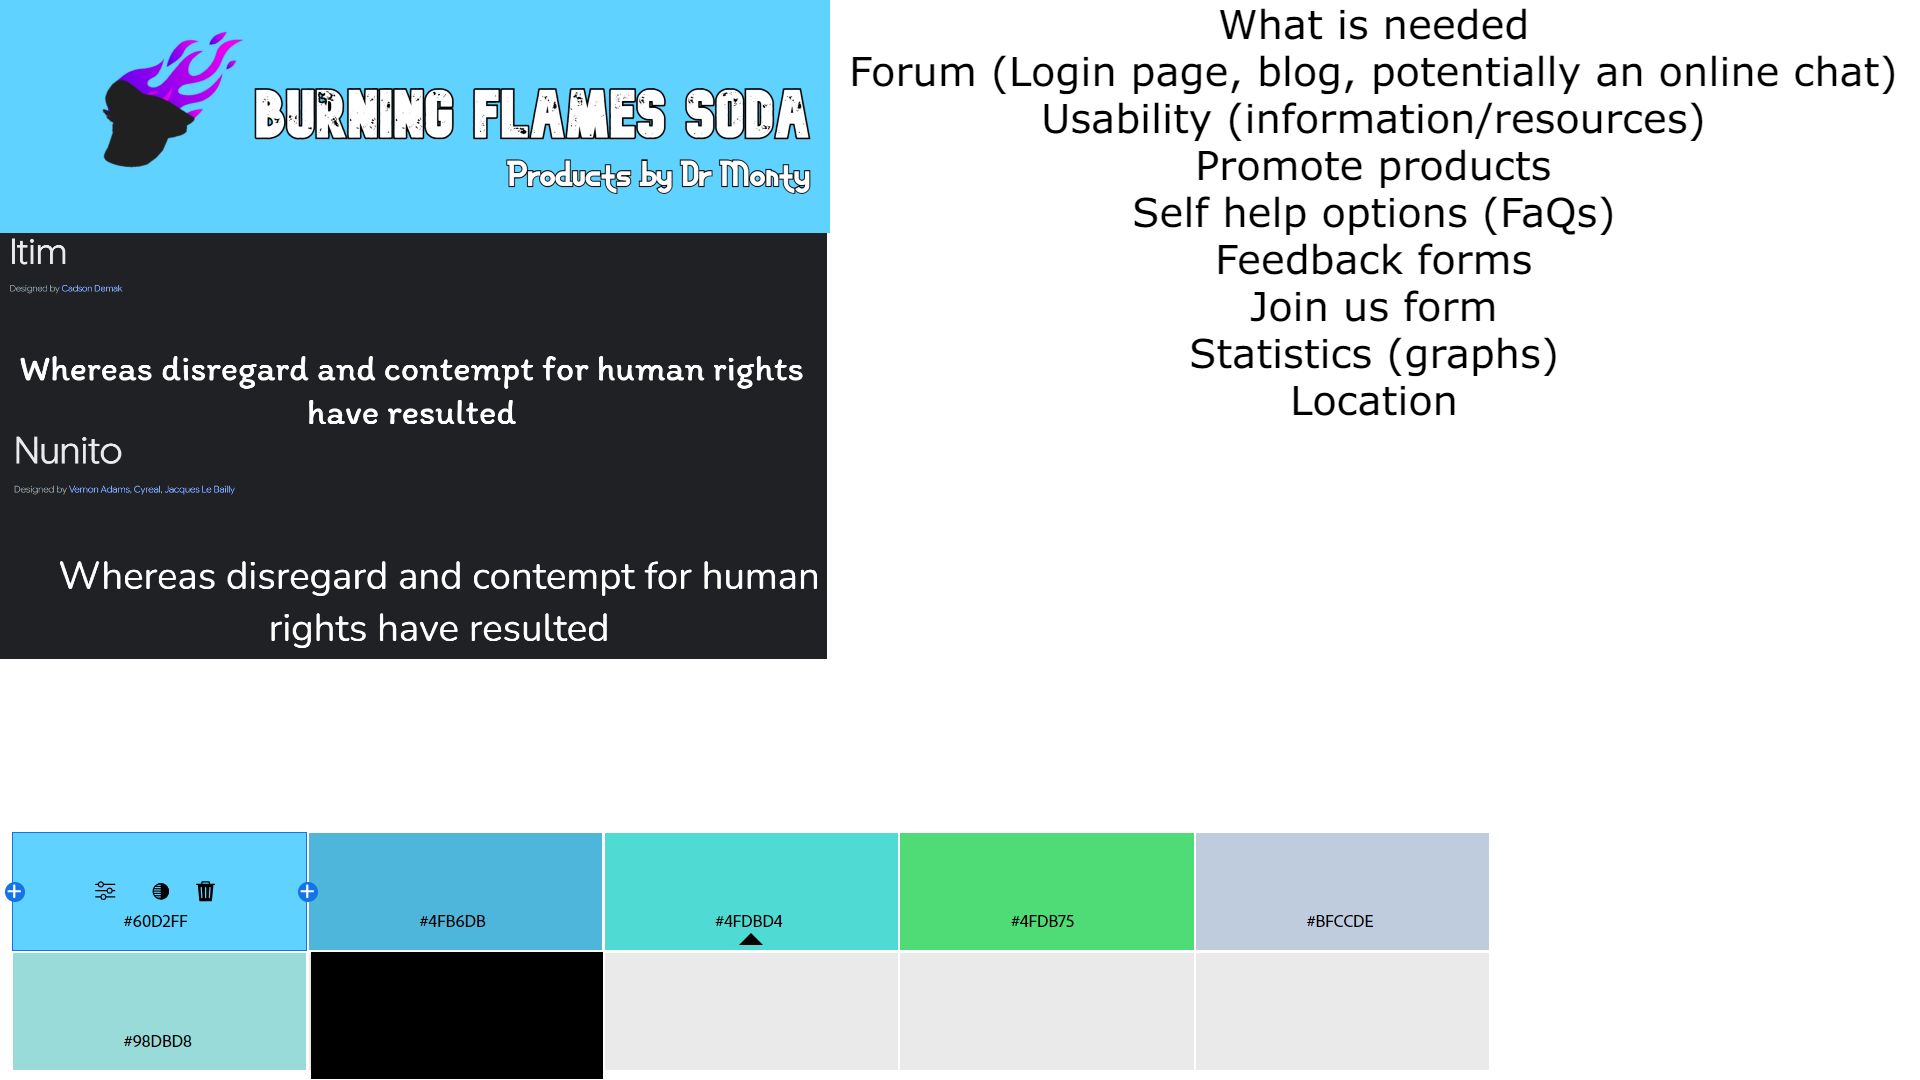 BURNING FLAMES SODA
Products by Dr Monty
Itim
Designed by Cadson Demak
Whereas disregard and contempt for human rights
have resulted
Nunito
Designed by Vernon Adams, Cyreal, Jacques Le Bailly
Whereas disregard and contempt for human
rights have resulted
What is needed
Forum (Login page, blog, potentially an online chat)
Usability (information/resources)
Promote products
Self help options (FaQs)
Feedback forms
Join us form
Statistics (graphs)
Location
#60D2FF
#4FB6DB
#4FDBD4
#4FDB75
#BFCCDE
#98DBD8